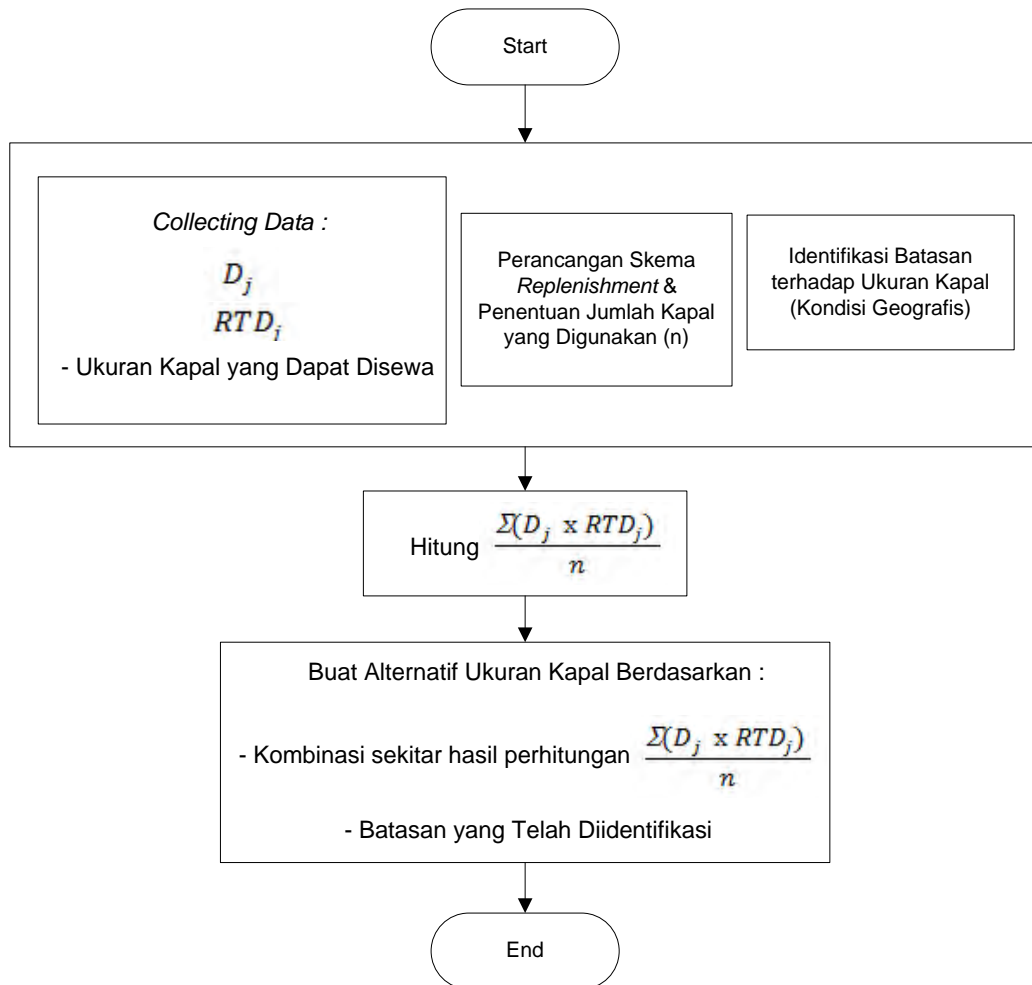 Start
Collecting Data :
D_j
RTD_j
- Ukuran Kapal yang Dapat Disewa
Perancangan Skema
Replenishment &
Penentuan Jumlah Kapal
yang Digunakan (n)
Identifikasi Batasan
terhadap Ukuran Kapal
(Kondisi Geografis)
Hitung Σ(D_j x RTD_j) / n
Buat Alternatif Ukuran Kapal Berdasarkan :
- Kombinasi sekitar hasil perhitungan Σ(D_j x RTD_j) / n
- Batasan yang Telah Diidentifikasi
End